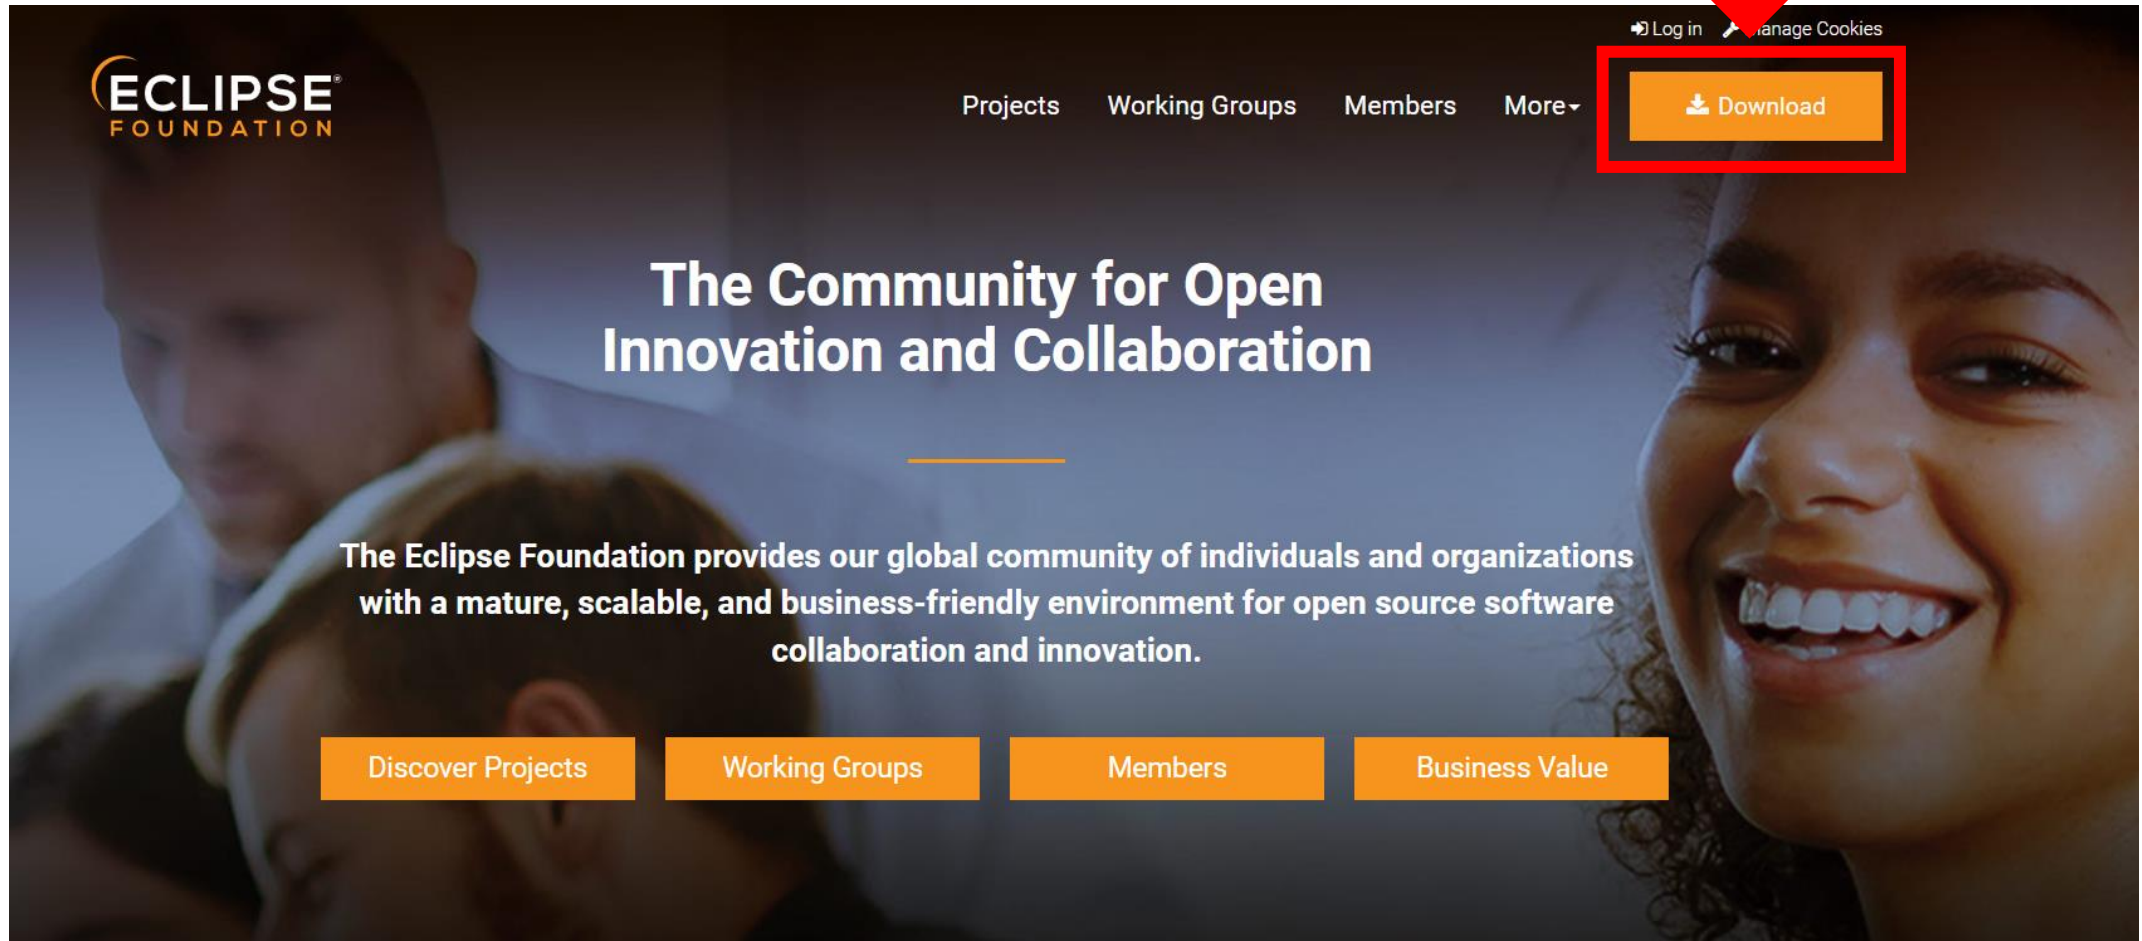 Log in Manage Cookies
ECLIPSE®
FOUNDATION
Projects Working Groups Members More Download
The Community for Open
Innovation and Collaboration
The Eclipse Foundation provides our global community of individuals and organizations
with a mature, scalable, and business-friendly environment for open source software
collaboration and innovation.
Discover Projects Working Groups Members Business Value